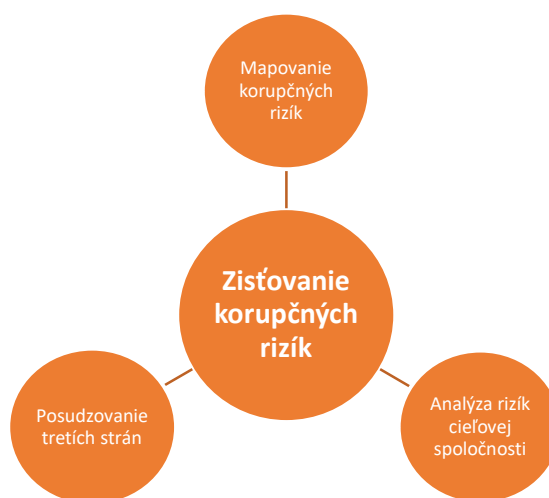 Mapovanie
korupčných
rizík
Zisťovanie
korupčných
rizík
Posudzovanie
tretích strán
Analýza rizík
cieľovej
spoločnosti